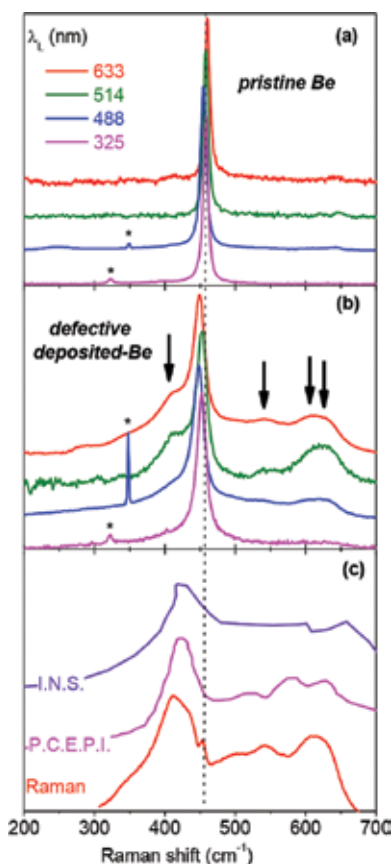 λL (nm)
(a)
633
514
488
325
pristine Be
*
*
(b)
defective
deposited-Be
*
*
(c)
I.N.S.
P.C.E.P.I.
Raman
200 300 400 500 600 700
Raman shift (cm⁻¹)